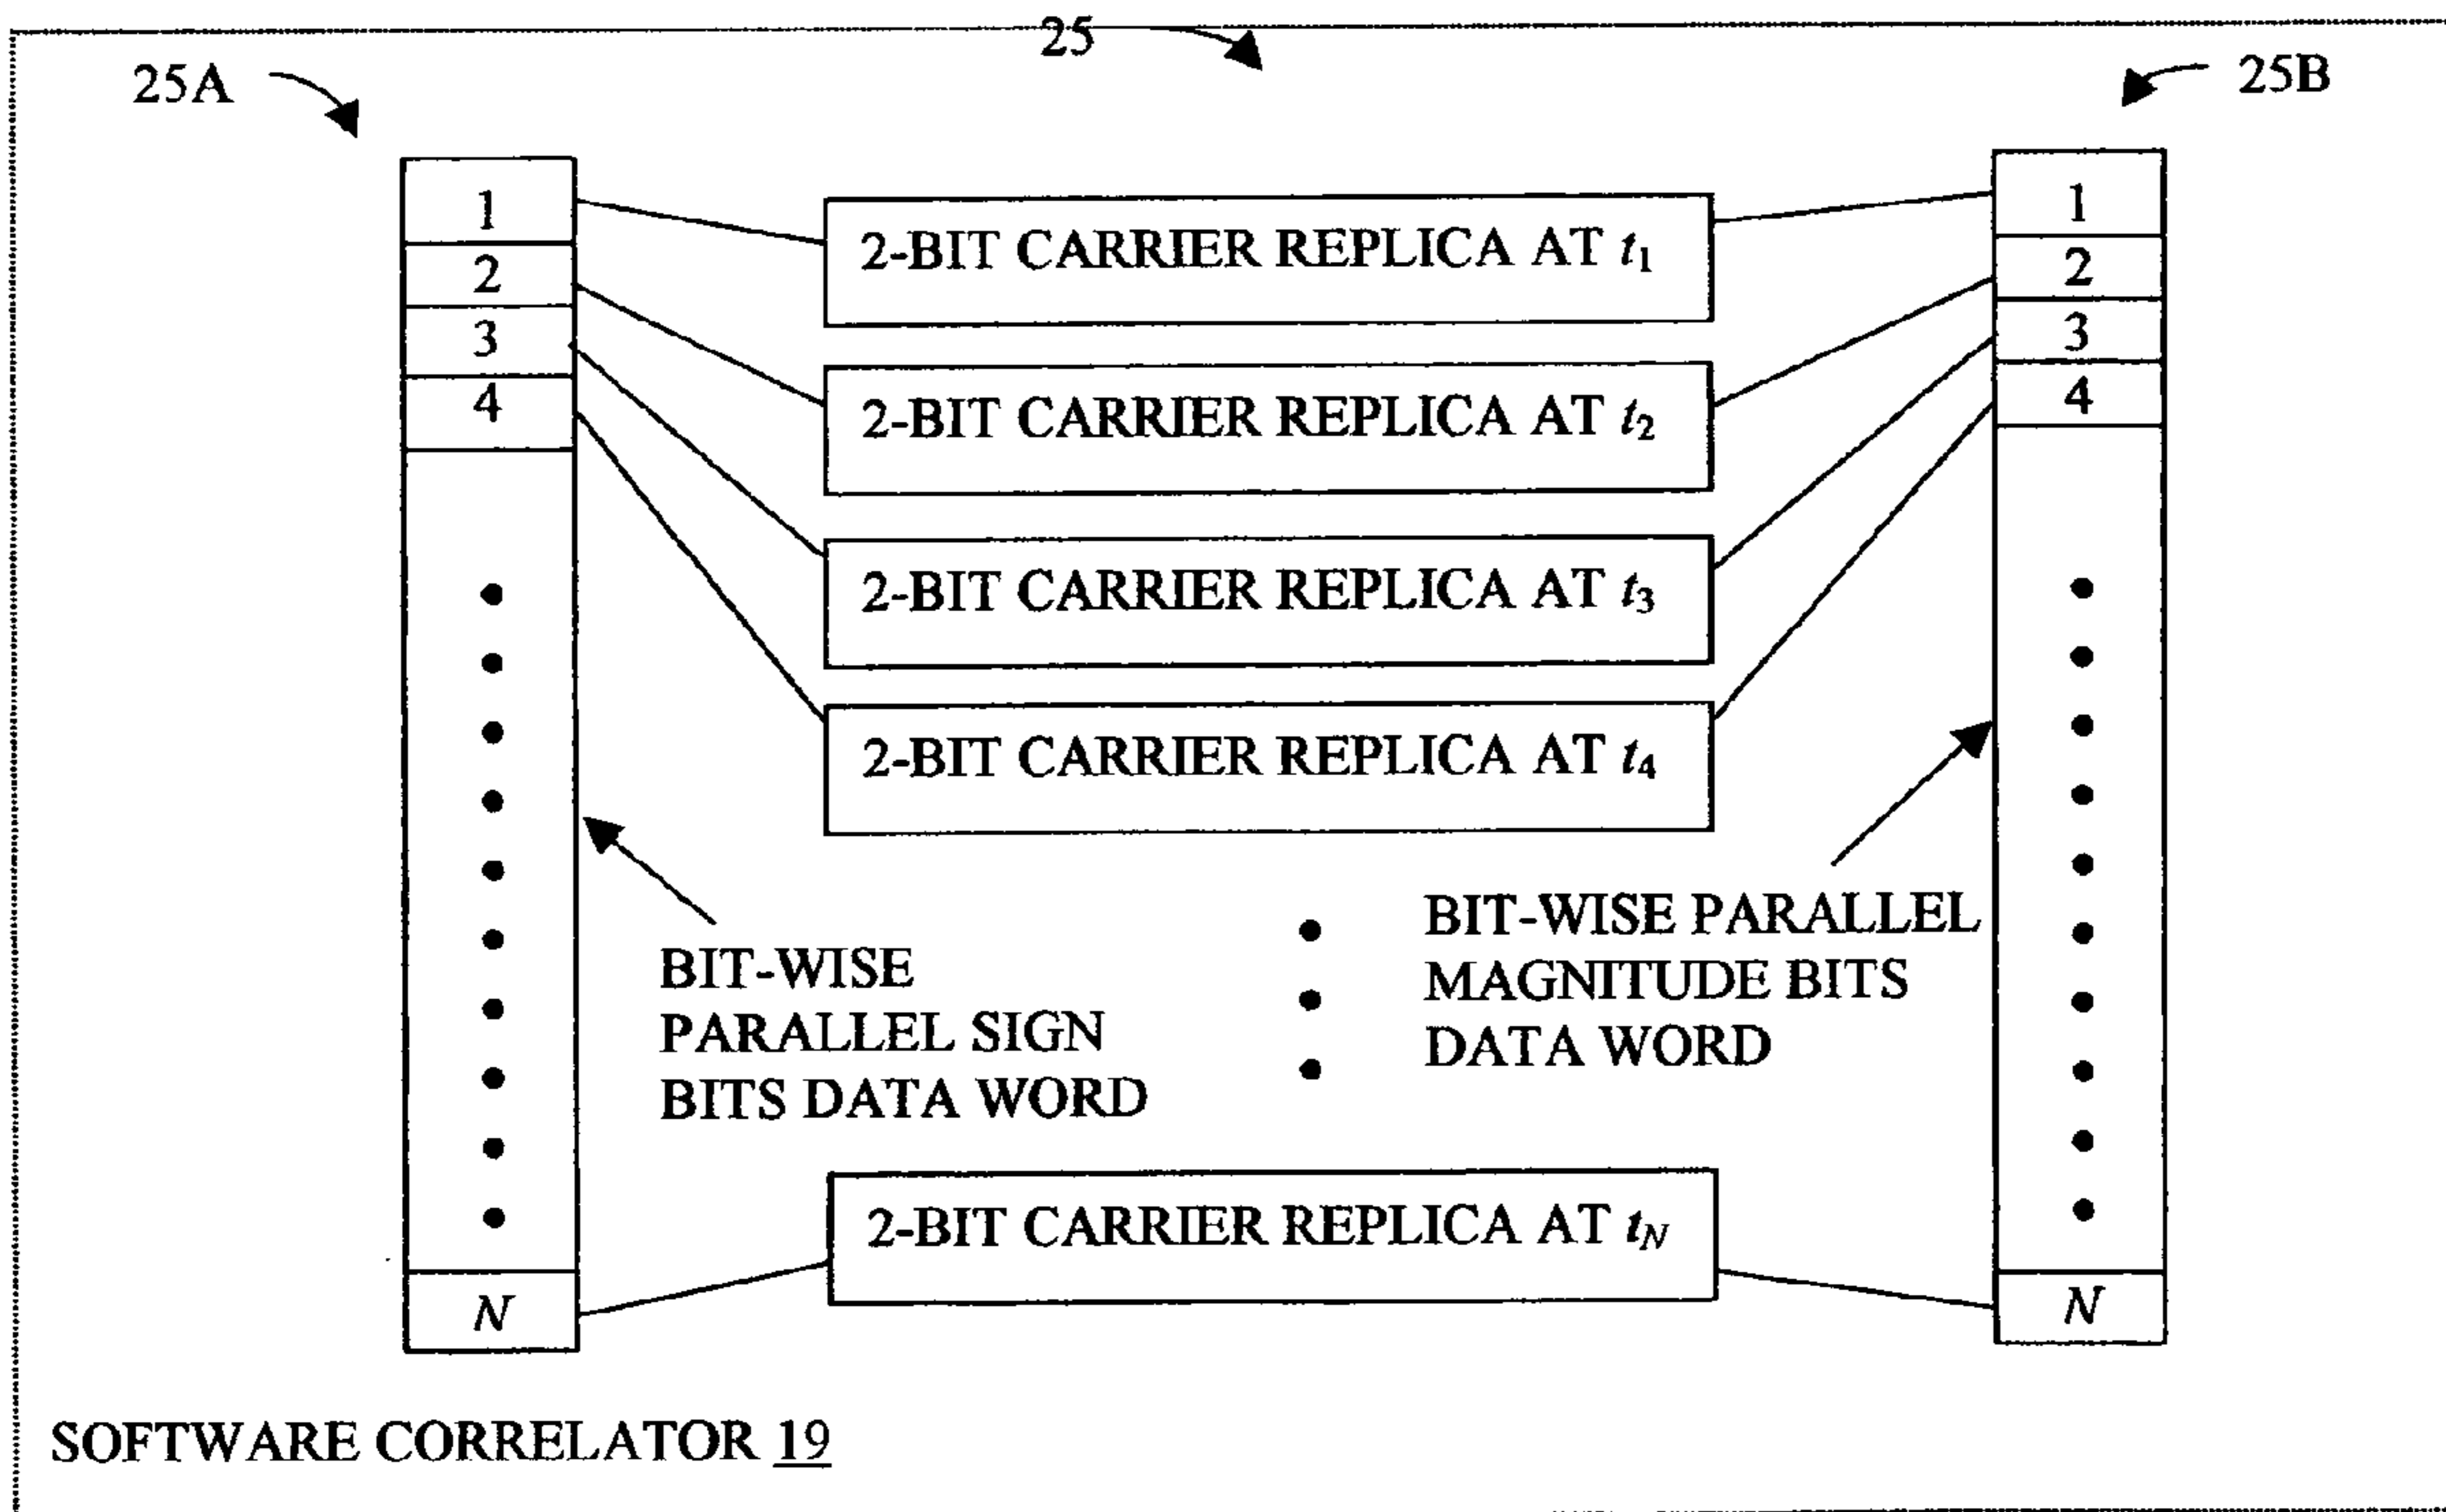 25
25A
25B
1
2
3
4
N
2-BIT CARRIER REPLICA AT t1
2-BIT CARRIER REPLICA AT t2
2-BIT CARRIER REPLICA AT t3
2-BIT CARRIER REPLICA AT t4
BIT-WISE
PARALLEL SIGN
BITS DATA WORD
BIT-WISE PARALLEL
MAGNITUDE BITS
DATA WORD
2-BIT CARRIER REPLICA AT tN
1
2
3
4
N
SOFTWARE CORRELATOR 19